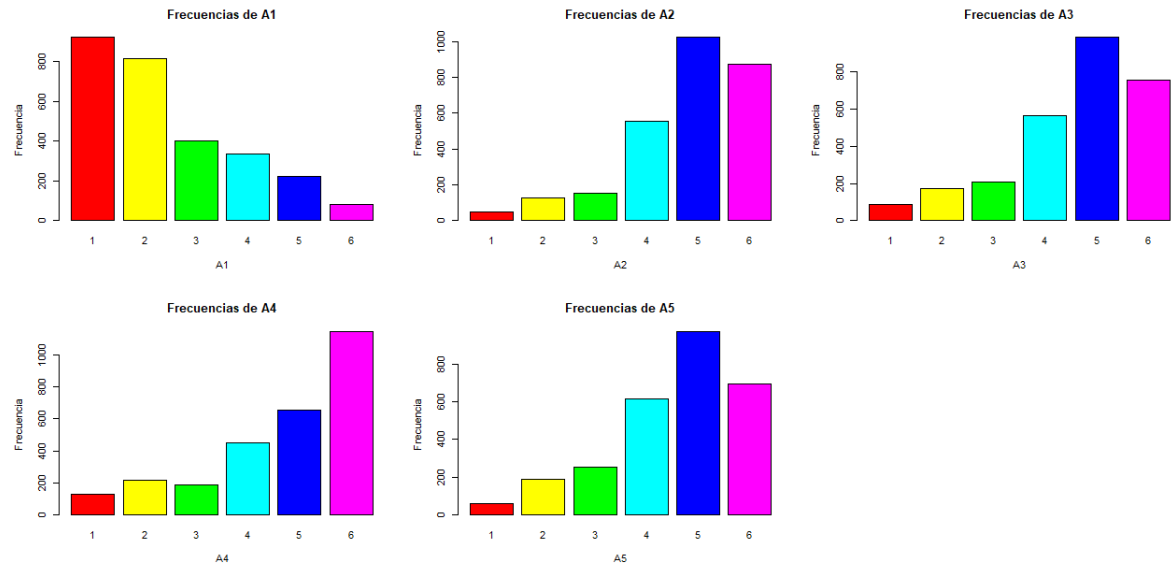 Frecuencias de A1
Frecuencia
0 200 400 600 800
1 2 3 4 5 6
A1
Frecuencias de A2
Frecuencia
0 200 400 600 800 1000
1 2 3 4 5 6
A2
Frecuencias de A3
Frecuencia
0 200 400 600 800
1 2 3 4 5 6
A3
Frecuencias de A4
Frecuencia
0 200 400 600 800 1000
1 2 3 4 5 6
A4
Frecuencias de A5
Frecuencia
0 200 400 600 800
1 2 3 4 5 6
A5